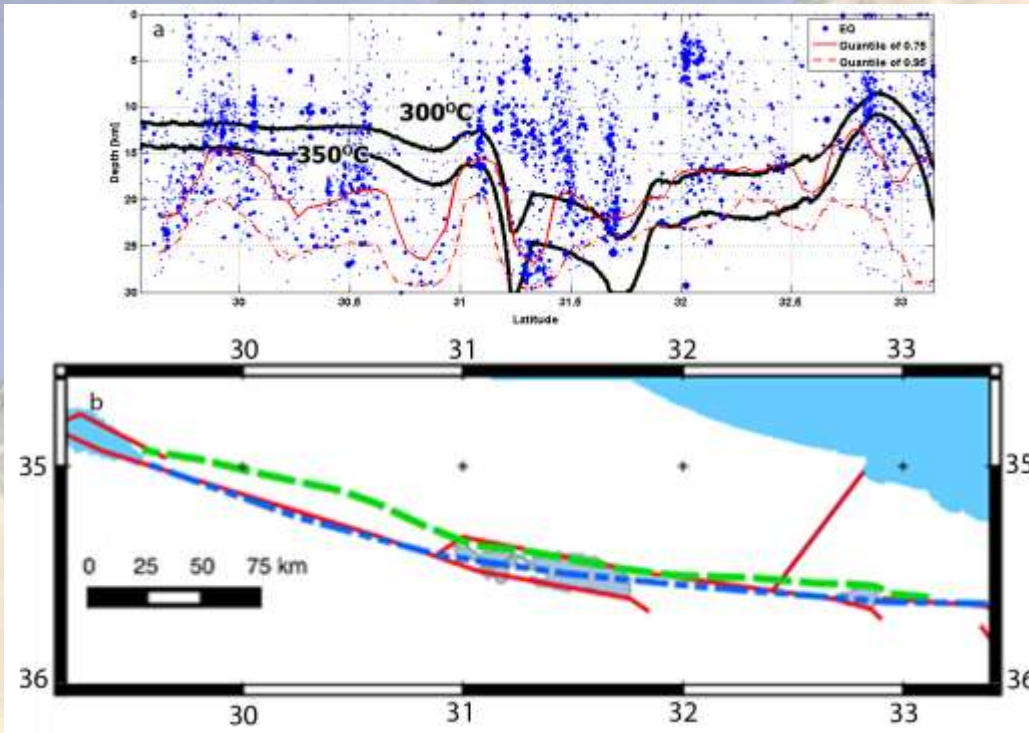 a
0
EQ
Quantile of 0.75
Quantile of 0.95
5
10
300°C
Depth [km]
15
350°C
20
25
30
30 30.5 31 31.5 32 32.5 33
Latitude
30 31 32 33
b
35 35
0 25 50 75 km
36 36
30 31 32 33